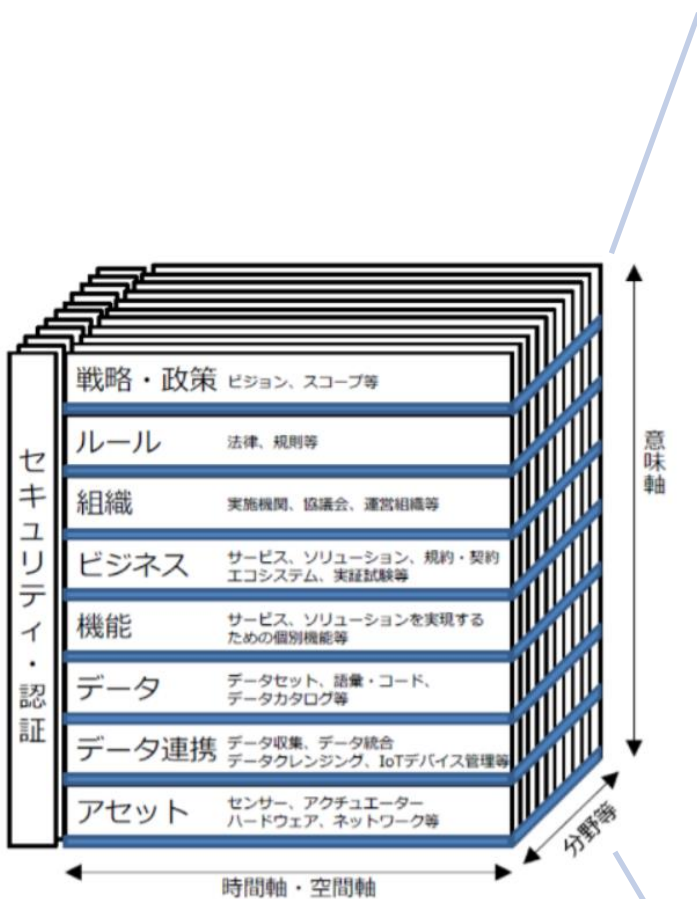 セキュリティ・認証
戦略・政策 ビジョン、スコープ等
ルール 法律、規則等
組織 実施機関、協議会、運営組織等
ビジネス サービス、ソリューション、規約・契約
エコシステム、実証試験等
機能 サービス、ソリューションを実現する
ための個別機能等
データ データセット、語彙・コード、
データカタログ等
データ連携 データ収集、データ統合
データクレンジング、IoTデバイス管理等
アセット センサー、アクチュエーター
ハードウェア、ネットワーク等
意味軸
分野等
時間軸・空間軸